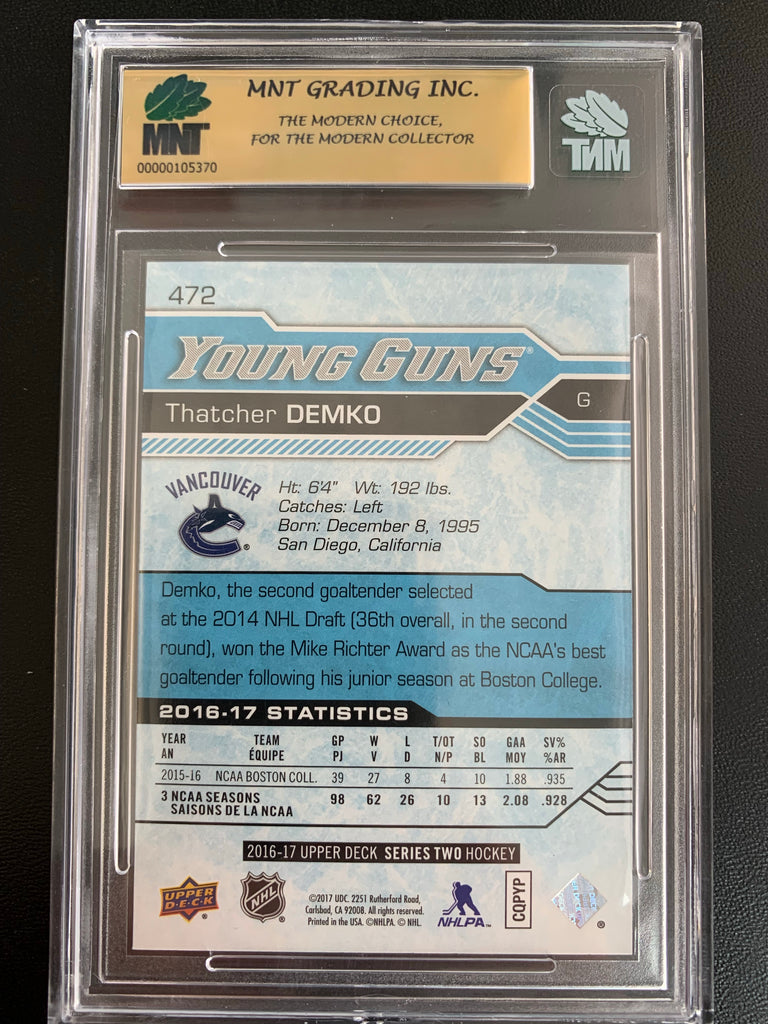 MNT GRADING INC.
THE MODERN CHOICE,
FOR THE MODERN COLLECTOR
MNT
00000105370
MNT
472
YOUNG GUNS®
Thatcher DEMKO
G
VANCOUVER
Ht: 6'4" Wt: 192 lbs.
Catches: Left
Born: December 8, 1995
San Diego, California
Demko, the second goaltender selected
at the 2014 NHL Draft (36th overall, in the second
round), won the Mike Richter Award as the NCAA's best
goaltender following his junior season at Boston College.
2016-17 STATISTICS
YEAR TEAM GP W L T/OT SO GAA SV%
AN ÉQUIPE PJ V D N/P BL MOY %AR
2015-16 NCAA BOSTON COLL. 39 27 8 4 10 1.88 .935
3 NCAA SEASONS 98 62 26 10 13 2.08 .928
SAISONS DE LA NCAA
2016-17 UPPER DECK SERIES TWO HOCKEY
UPPER
D·E·C·K
NHL
©2017 UDC. 2251 Rutherford Road,
Carlsbad, CA 92008. All rights reserved.
Printed in the USA. ©NHLPA. © NHL.
NHLPA
CQPYP
®